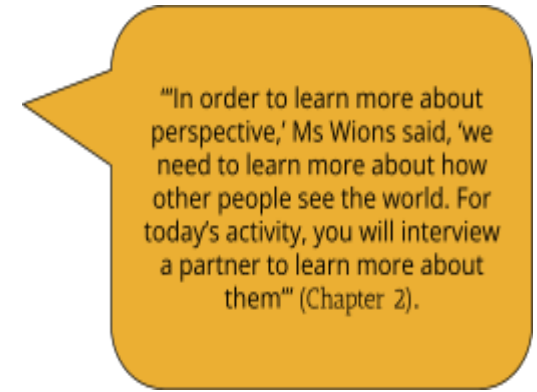 “‘In order to learn more about
perspective,’ Ms Wions said, ‘we
need to learn more about how
other people see the world. For
today’s activity, you will interview
a partner to learn more about
them’” (Chapter 2).